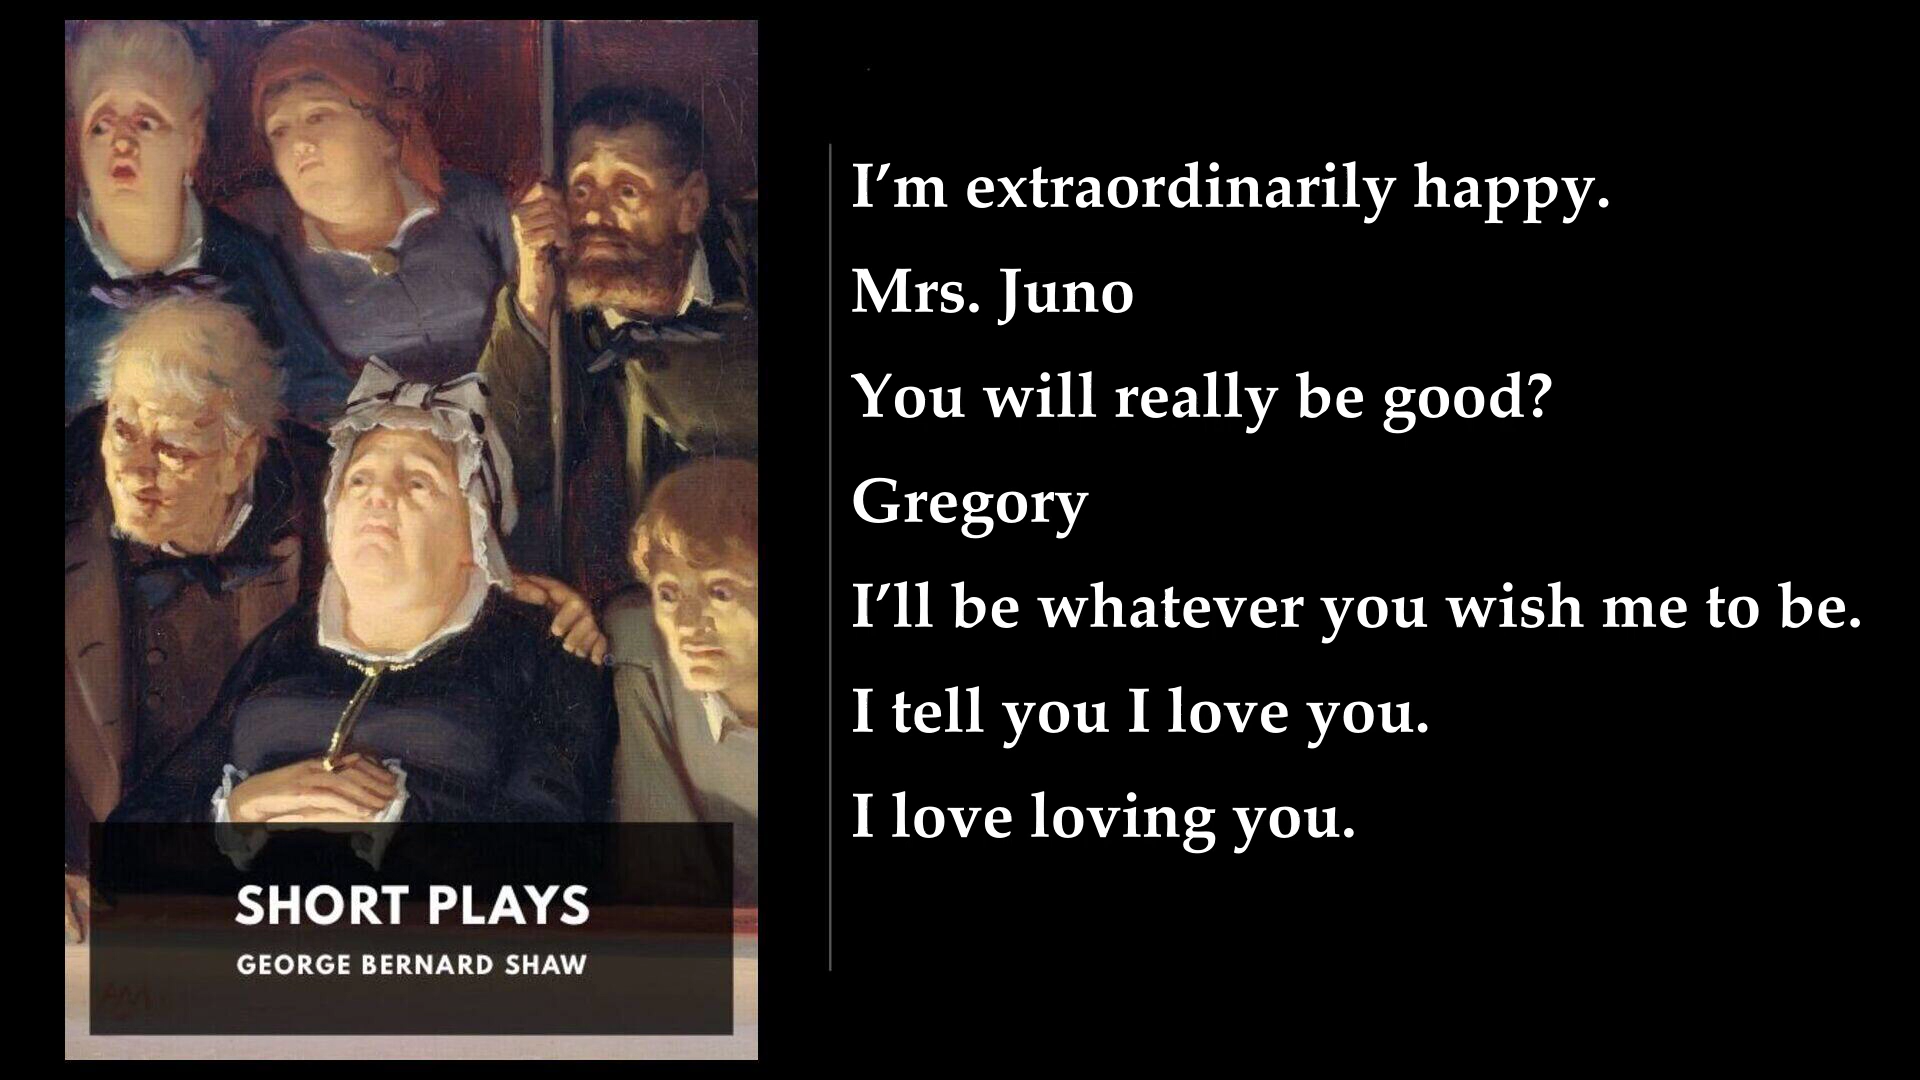 I’m extraordinarily happy.
Mrs. Juno
You will really be good?
Gregory
I’ll be whatever you wish me to be.
I tell you I love you.
I love loving you.
SHORT PLAYS
GEORGE BERNARD SHAW